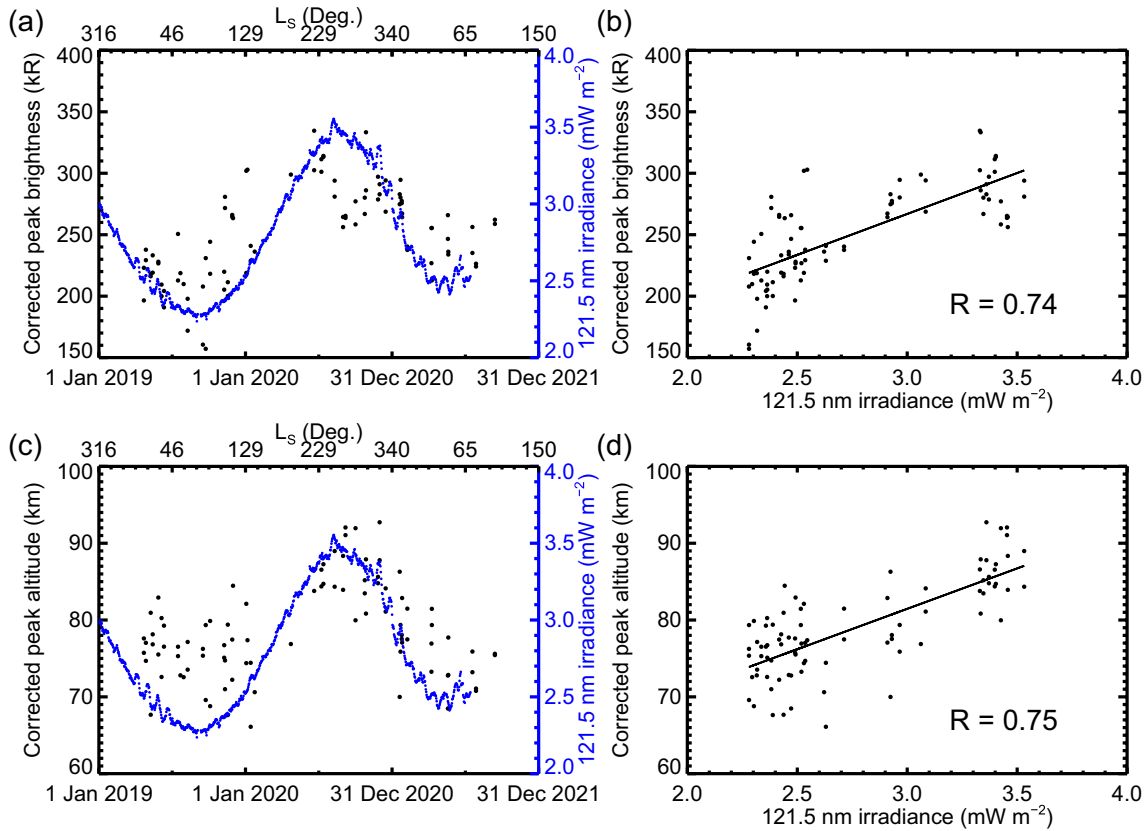 (a)
L_S (Deg.)
316 46 129 229 340 65 150
Corrected peak brightness (kR)
400
350
300
250
200
150
4.0
3.5
3.0
2.5
2.0
121.5 nm irradiance (mW m⁻²)
1 Jan 2019 1 Jan 2020 31 Dec 2020 31 Dec 2021
(b)
Corrected peak brightness (kR)
400
350
300
250
200
150
R = 0.74
2.0 2.5 3.0 3.5 4.0
121.5 nm irradiance (mW m⁻²)
(c)
L_S (Deg.)
316 46 129 229 340 65 150
Corrected peak altitude (km)
100
90
80
70
60
4.0
3.5
3.0
2.5
2.0
121.5 nm irradiance (mW m⁻²)
1 Jan 2019 1 Jan 2020 31 Dec 2020 31 Dec 2021
(d)
Corrected peak altitude (km)
100
90
80
70
60
R = 0.75
2.0 2.5 3.0 3.5 4.0
121.5 nm irradiance (mW m⁻²)